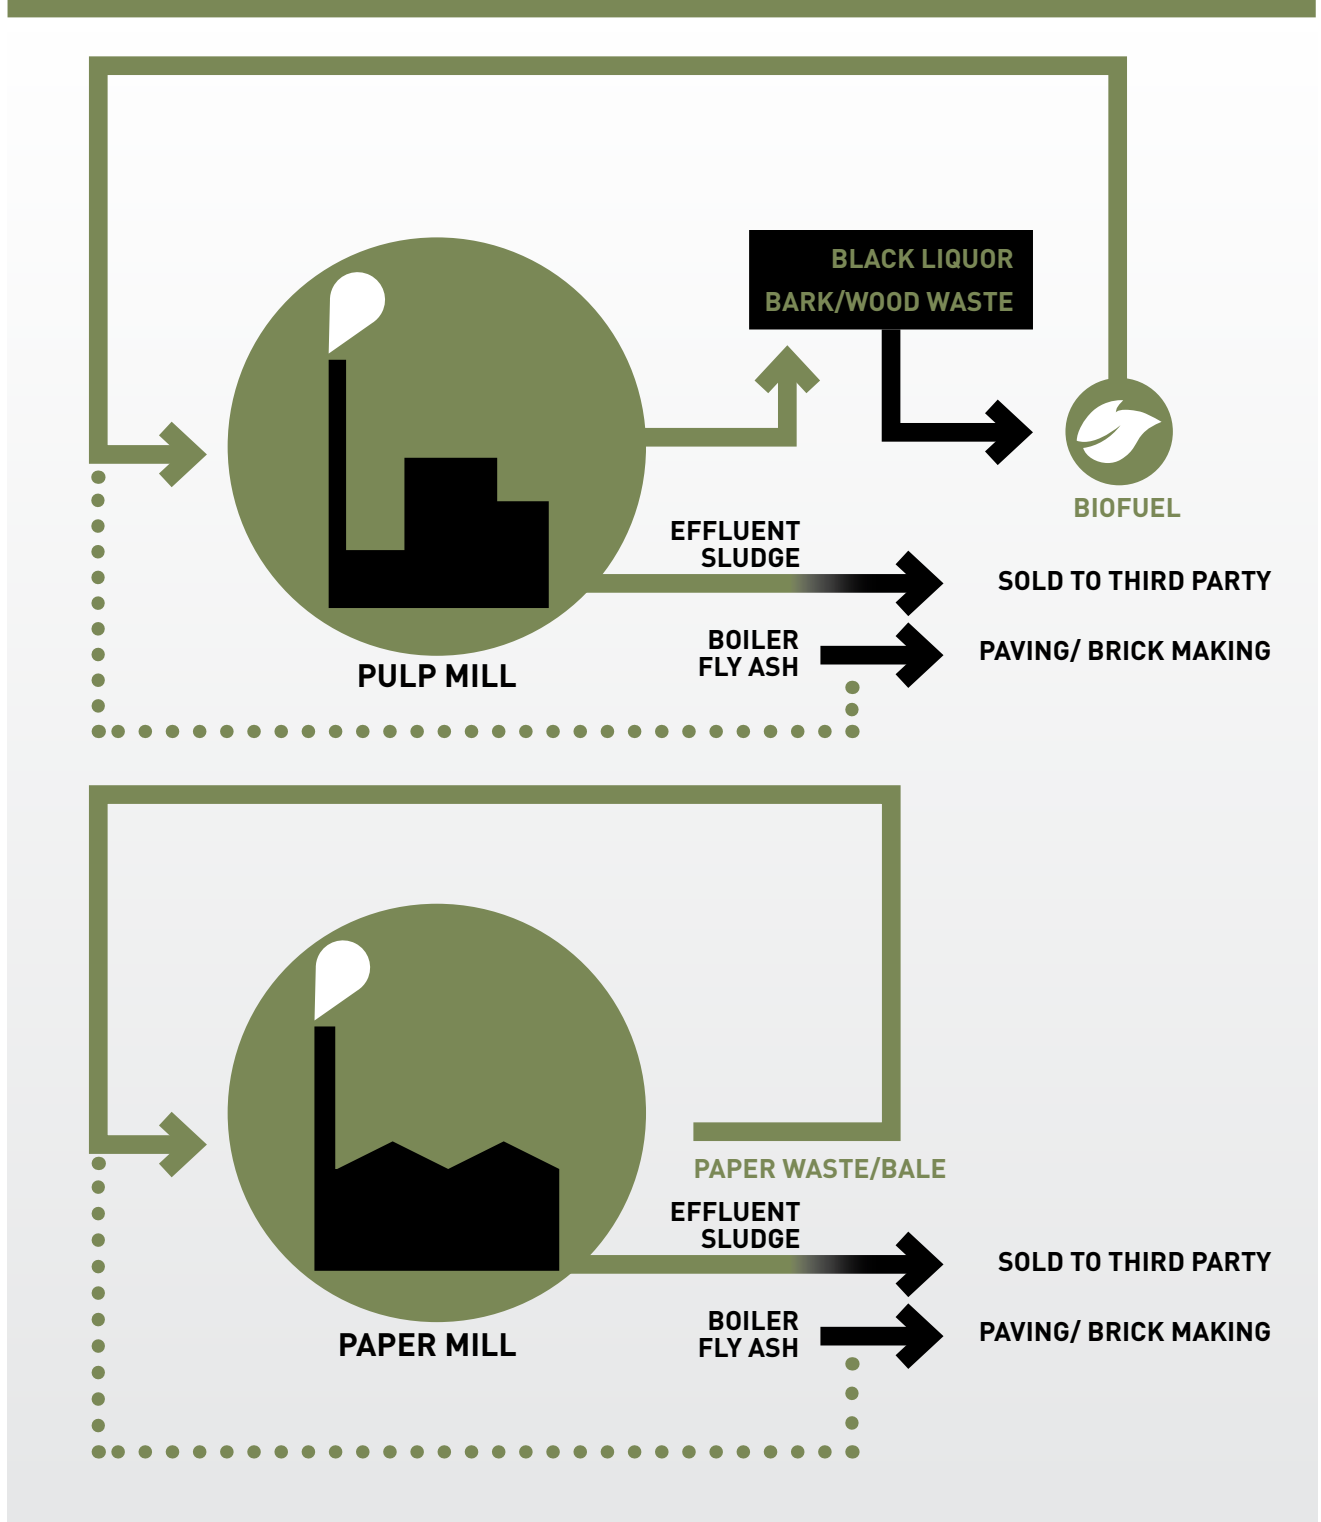 BLACK LIQUOR
BARK/WOOD WASTE
BIOFUEL
EFFLUENT
SLUDGE
SOLD TO THIRD PARTY
BOILER
FLY ASH
PAVING/ BRICK MAKING
PULP MILL
PAPER WASTE/BALE
EFFLUENT
SLUDGE
SOLD TO THIRD PARTY
BOILER
FLY ASH
PAVING/ BRICK MAKING
PAPER MILL